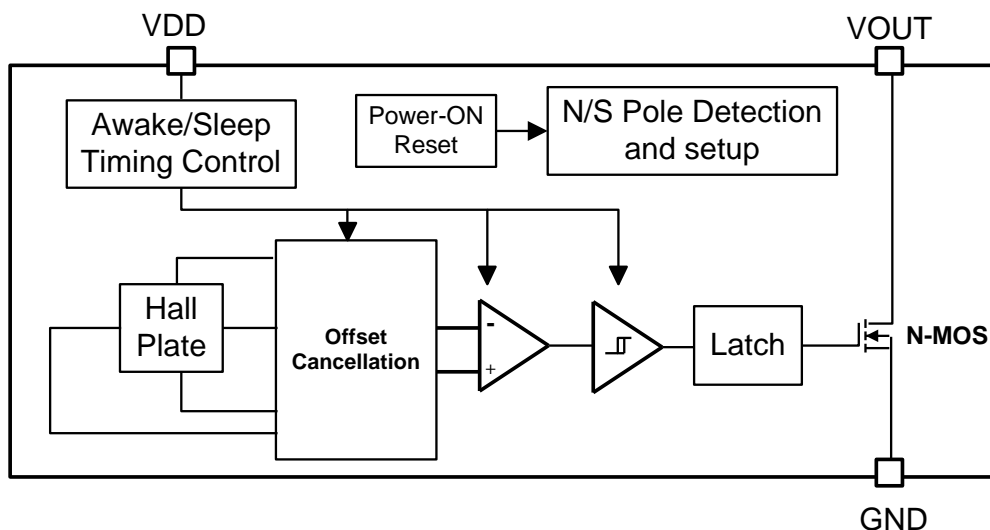 VDD
VOUT
Awake/Sleep
Timing Control
Power-ON
Reset
N/S Pole Detection
and setup
Hall
Plate
Offset
Cancellation
-
+
Latch
N-MOS
GND